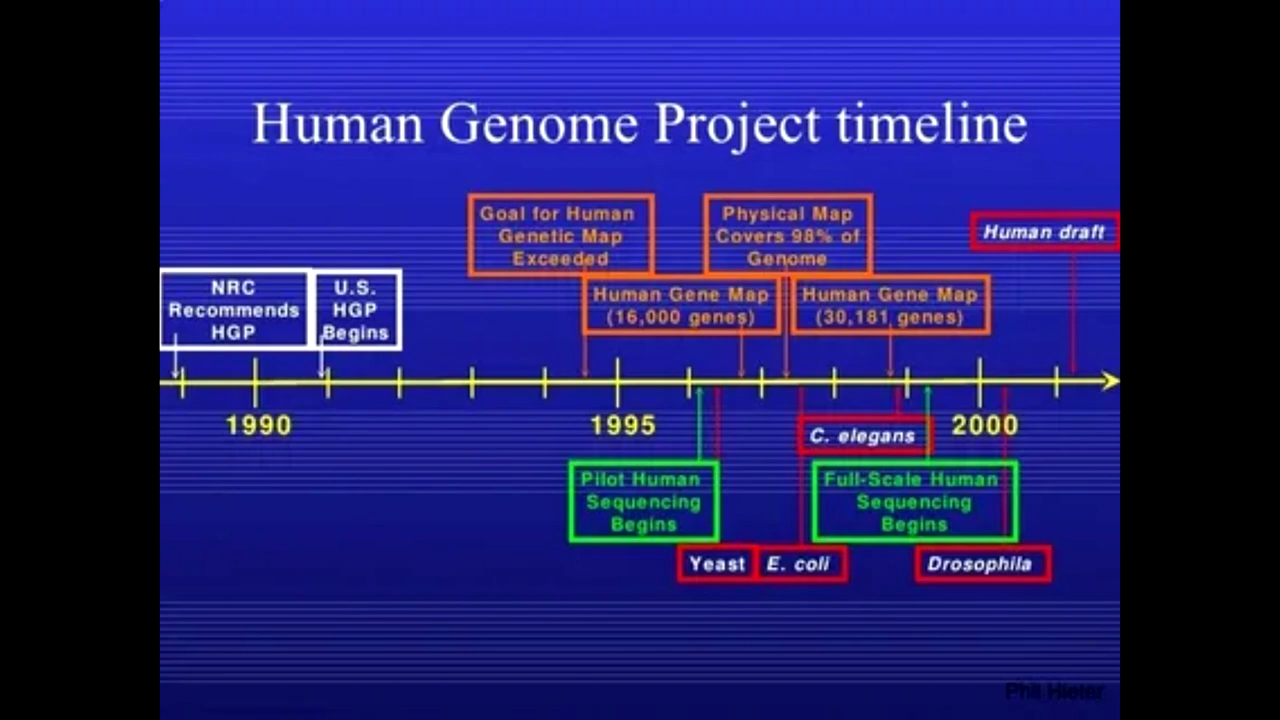 Human Genome Project timeline
Goal for Human
Genetic Map
Exceeded
Physical Map
Covers 98% of
Genome
Human draft
NRC
Recommends
HGP
U.S.
HGP
Begins
Human Gene Map
(16,000 genes)
Human Gene Map
(30,181 genes)
1990
1995
2000
C. elegans
Pilot Human
Sequencing
Begins
Full-Scale Human
Sequencing
Begins
Yeast
E. coli
Drosophila
Phil Hieter